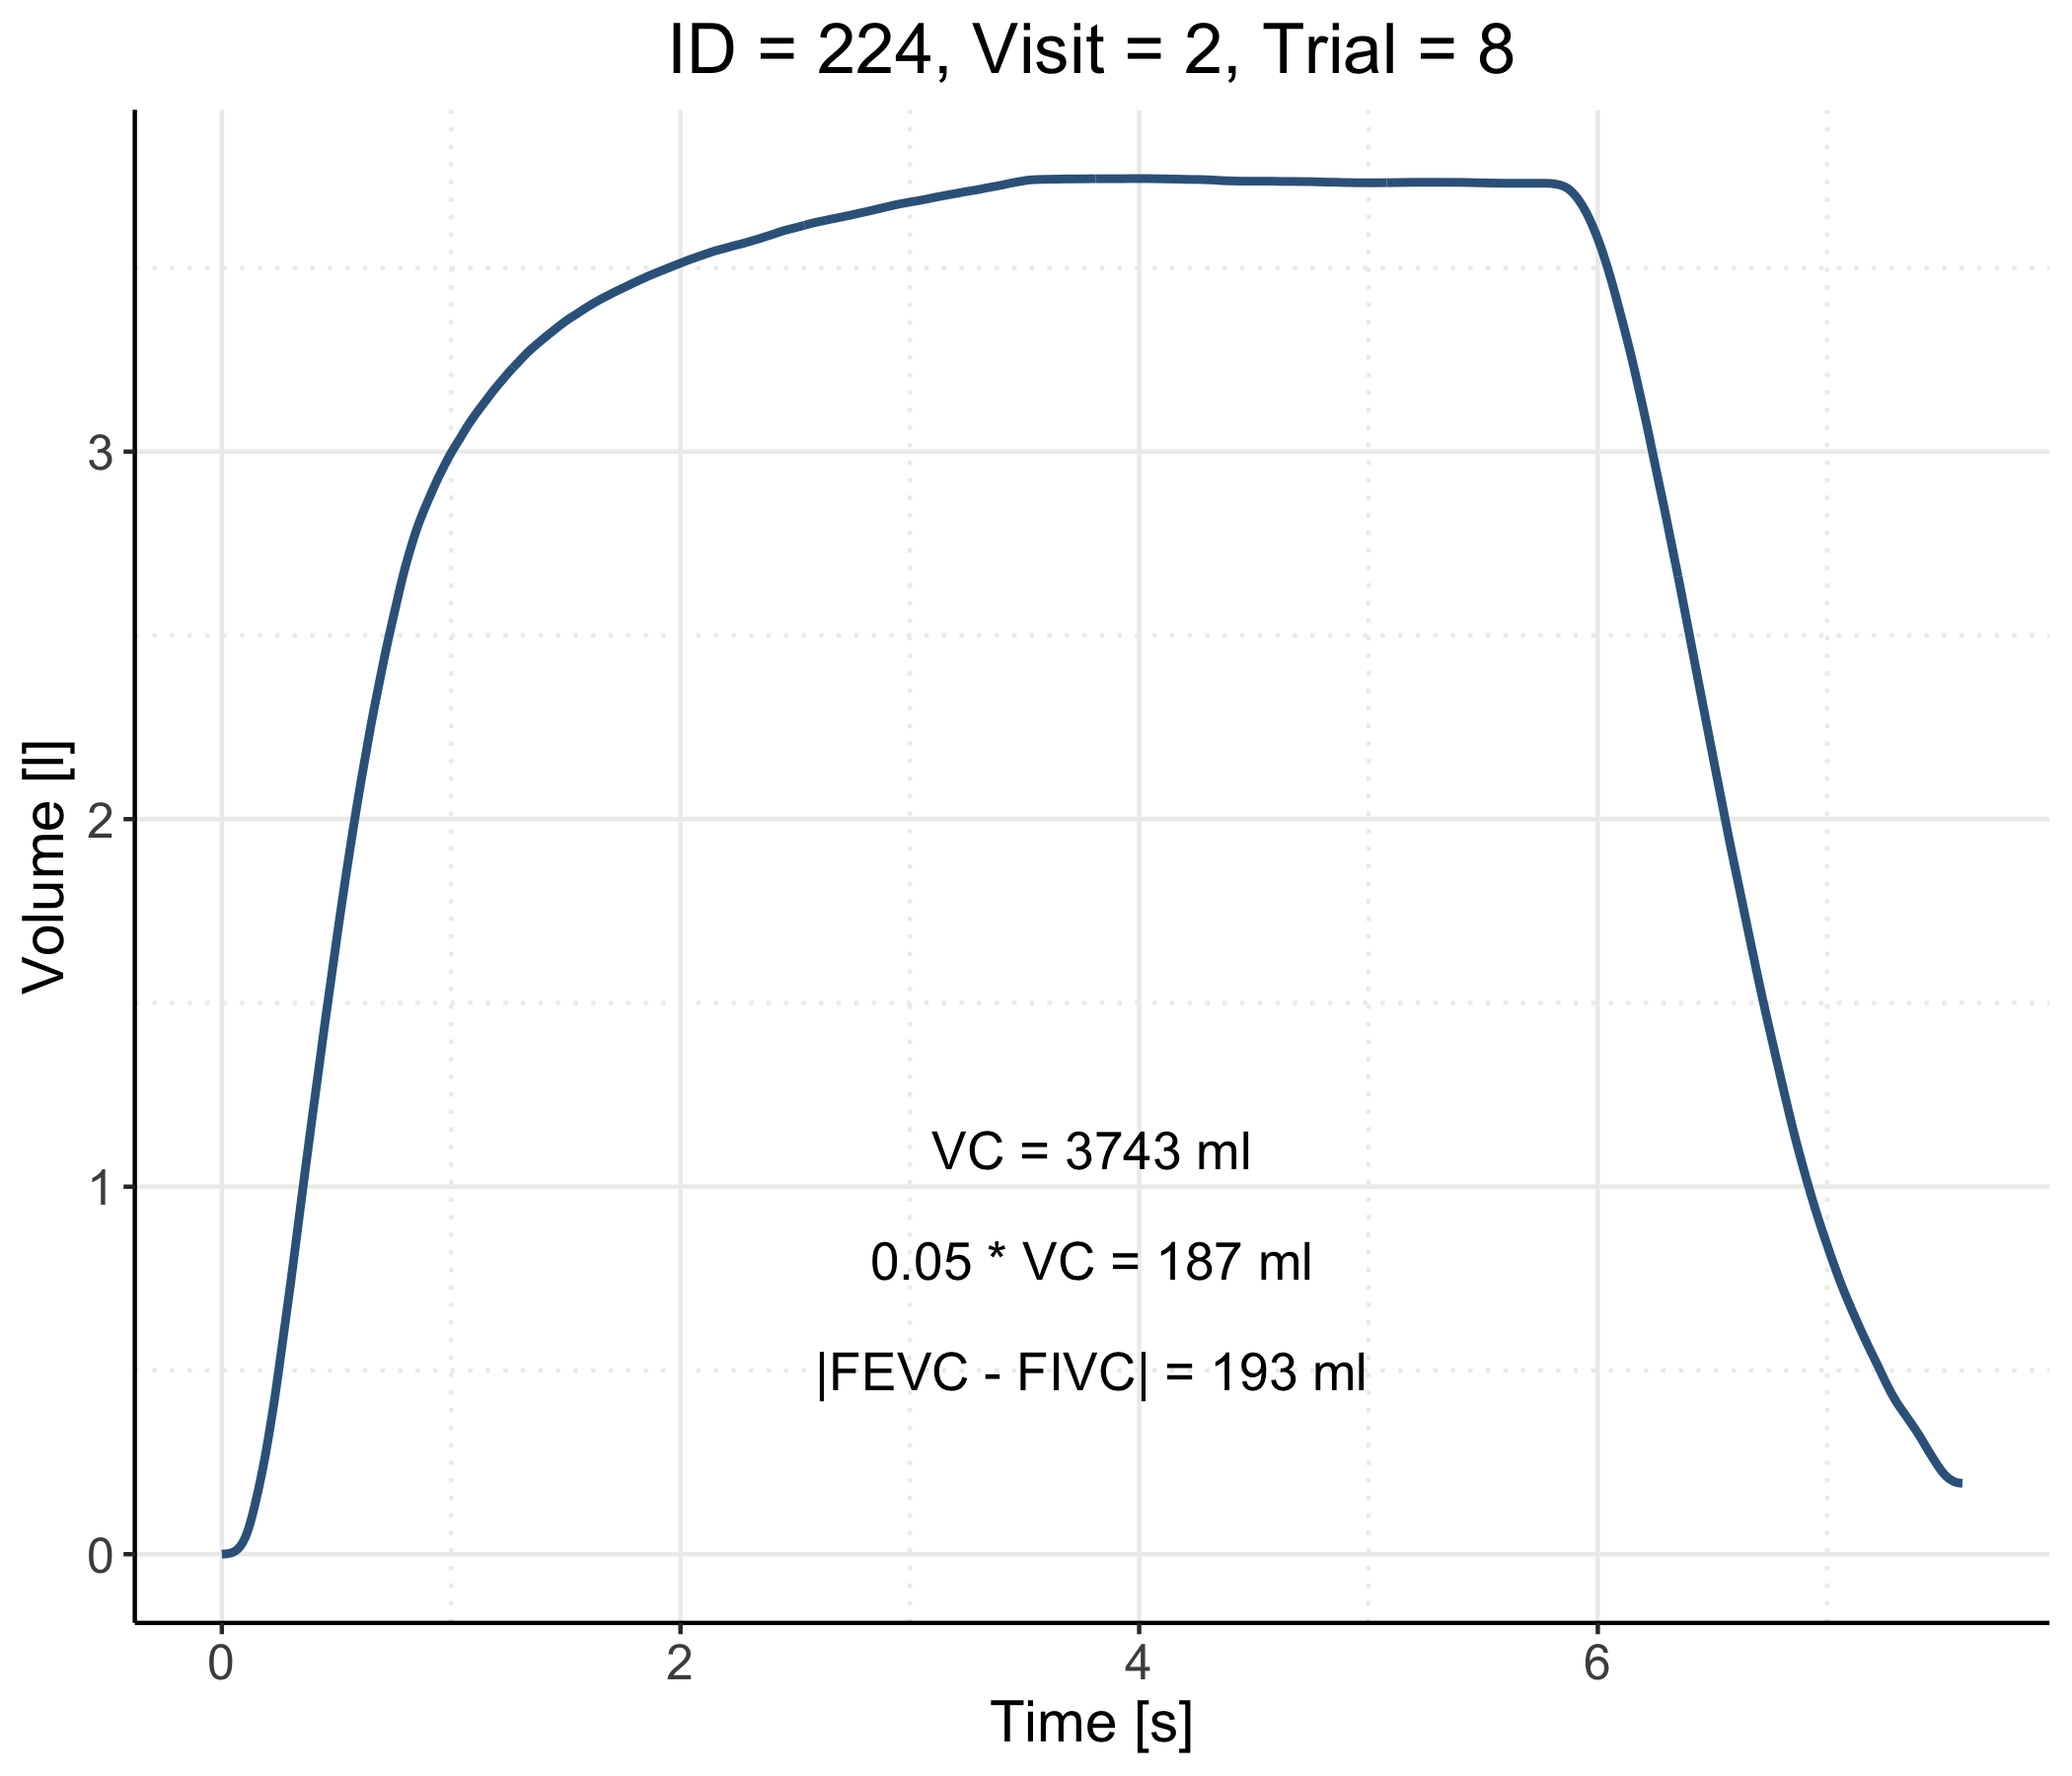 ID = 224, Visit = 2, Trial = 8
3
2
1
0
Volume [l]
VC = 3743 ml
0.05 * VC = 187 ml
|FEVC - FIVC| = 193 ml
0 2 4 6
Time [s]